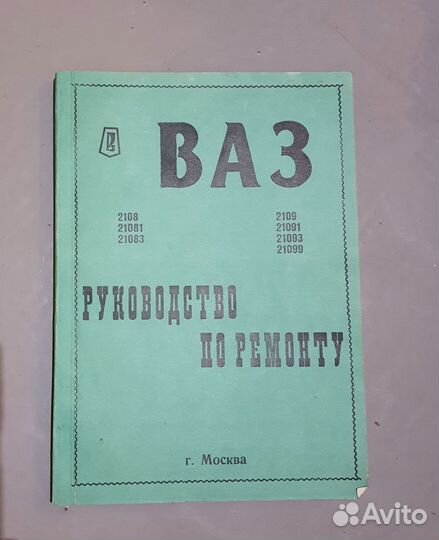 ВАЗ
2108
21081
21083
2109
21091
21093
21099
РУКОВОДСТВО
ПО РЕМОНТУ
г. Москва
Avito